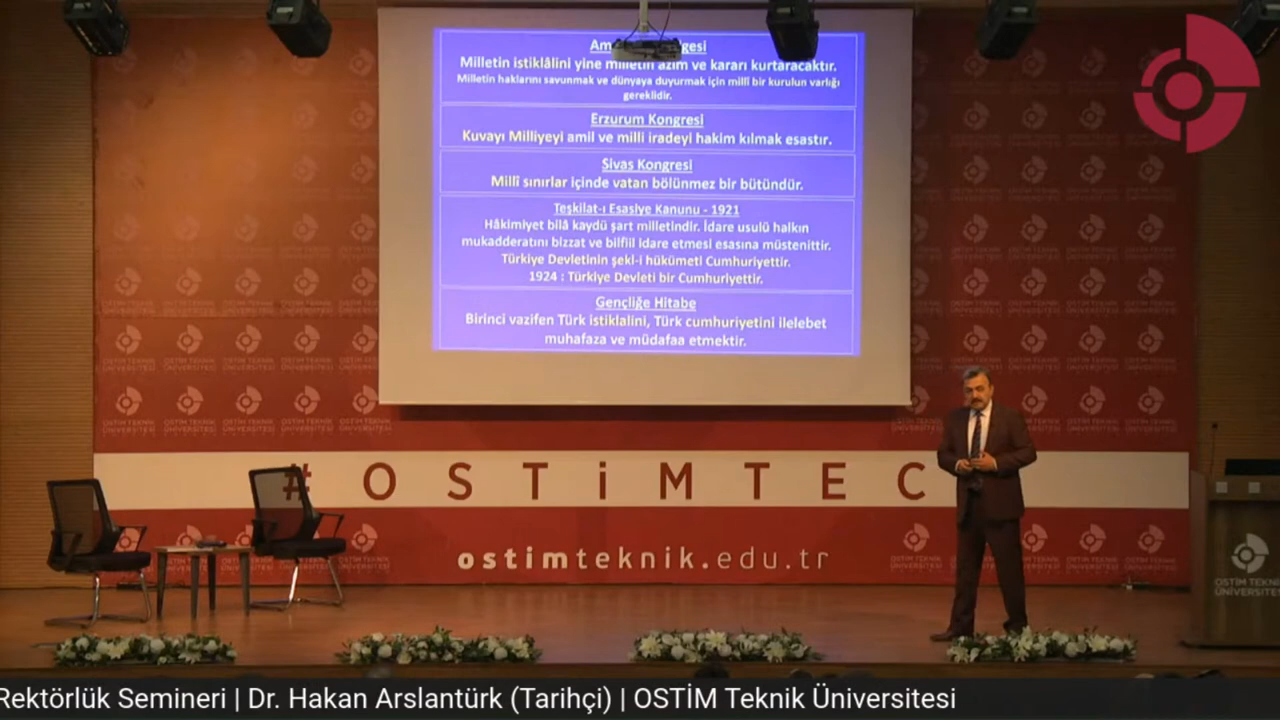 Milletin istiklâlini yine milletin azim ve kararı kurtaracaktır.
Milletin haklarını savunmak ve dünyaya duyurmak için millî bir kurulun varlığı
gereklidir.
Erzurum Kongresi
Kuvayı Milliyeyi amil ve milli iradeyi hakim kılmak esastır.
Sivas Kongresi
Millî sınırlar içinde vatan bölünmez bir bütündür.
Teşkilat-ı Esasiye Kanunu - 1921
Hâkimiyet bilâ kaydü şart milletindir. İdare usulü halkın
mukadderatını bizzat ve bilfiil idare etmesi esasına müstenittir.
Türkiye Devletinin şekl-i hükümeti Cumhuriyettir.
1924 : Türkiye Devleti bir Cumhuriyettir.
Gençliğe Hitabe
Birinci vazifen Türk istiklalini, Türk cumhuriyetini ilelebet
muhafaza ve müdafaa etmektir.
#OSTİMTEC
ostimteknik.edu.tr
OSTİM TEKNİK
ÜNİVERSİTESİ
Rektörlük Semineri | Dr. Hakan Arslantürk (Tarihçi) | OSTİM Teknik Üniversitesi